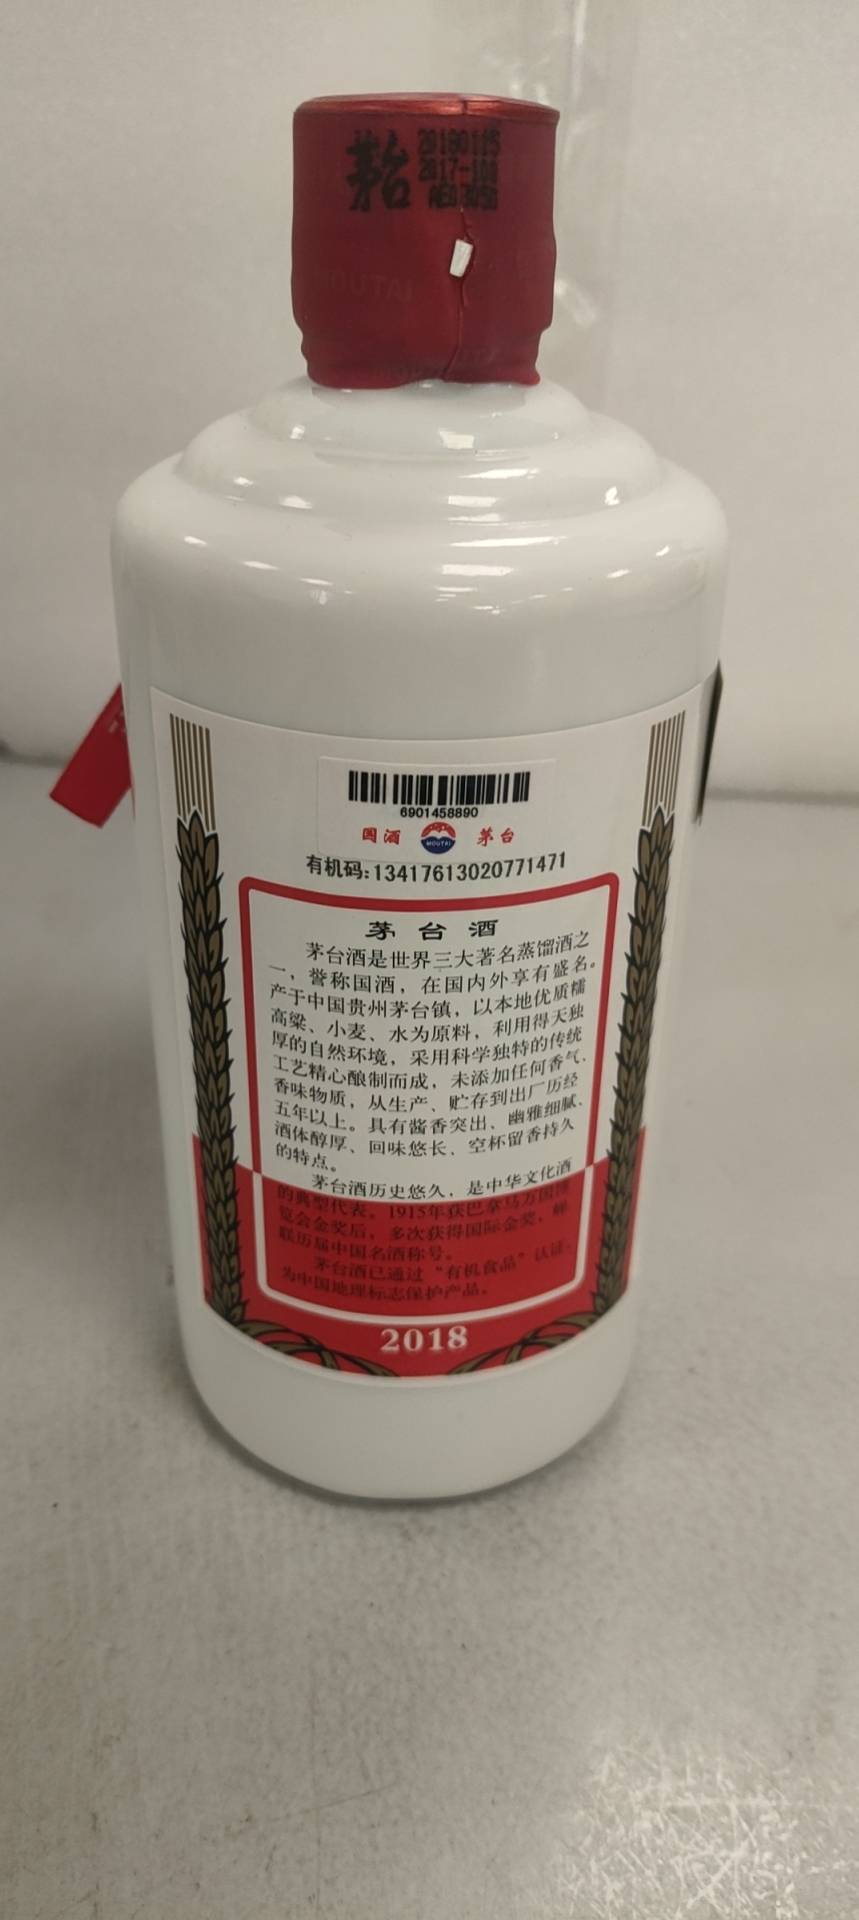 茅台
20180115
2017-108
MOUTAI
6901458890
国酒 MOUTAI 茅台
有机码:13417613020771471
茅台酒
茅台酒是世界三大著名蒸馏酒之
一，誉称国酒，在国内外享有盛名。
产于中国贵州茅台镇，以本地优质糯
高粱、小麦、水为原料，利用得天独
厚的自然环境，采用科学独特的传统
工艺精心酿制而成，未添加任何香气、
香味物质，从生产、贮存到出厂历经
五年以上。具有酱香突出、幽雅细腻、
酒体醇厚、回味悠长、空杯留香持久
的特点。
茅台酒历史悠久，是中华文化酒
的典型代表。1915年获巴拿马万国博
览会金奖后，多次获得国际金奖，蝉
联历届中国名酒称号。
茅台酒已通过“有机食品”认证，
为中国地理标志保护产品。
2018